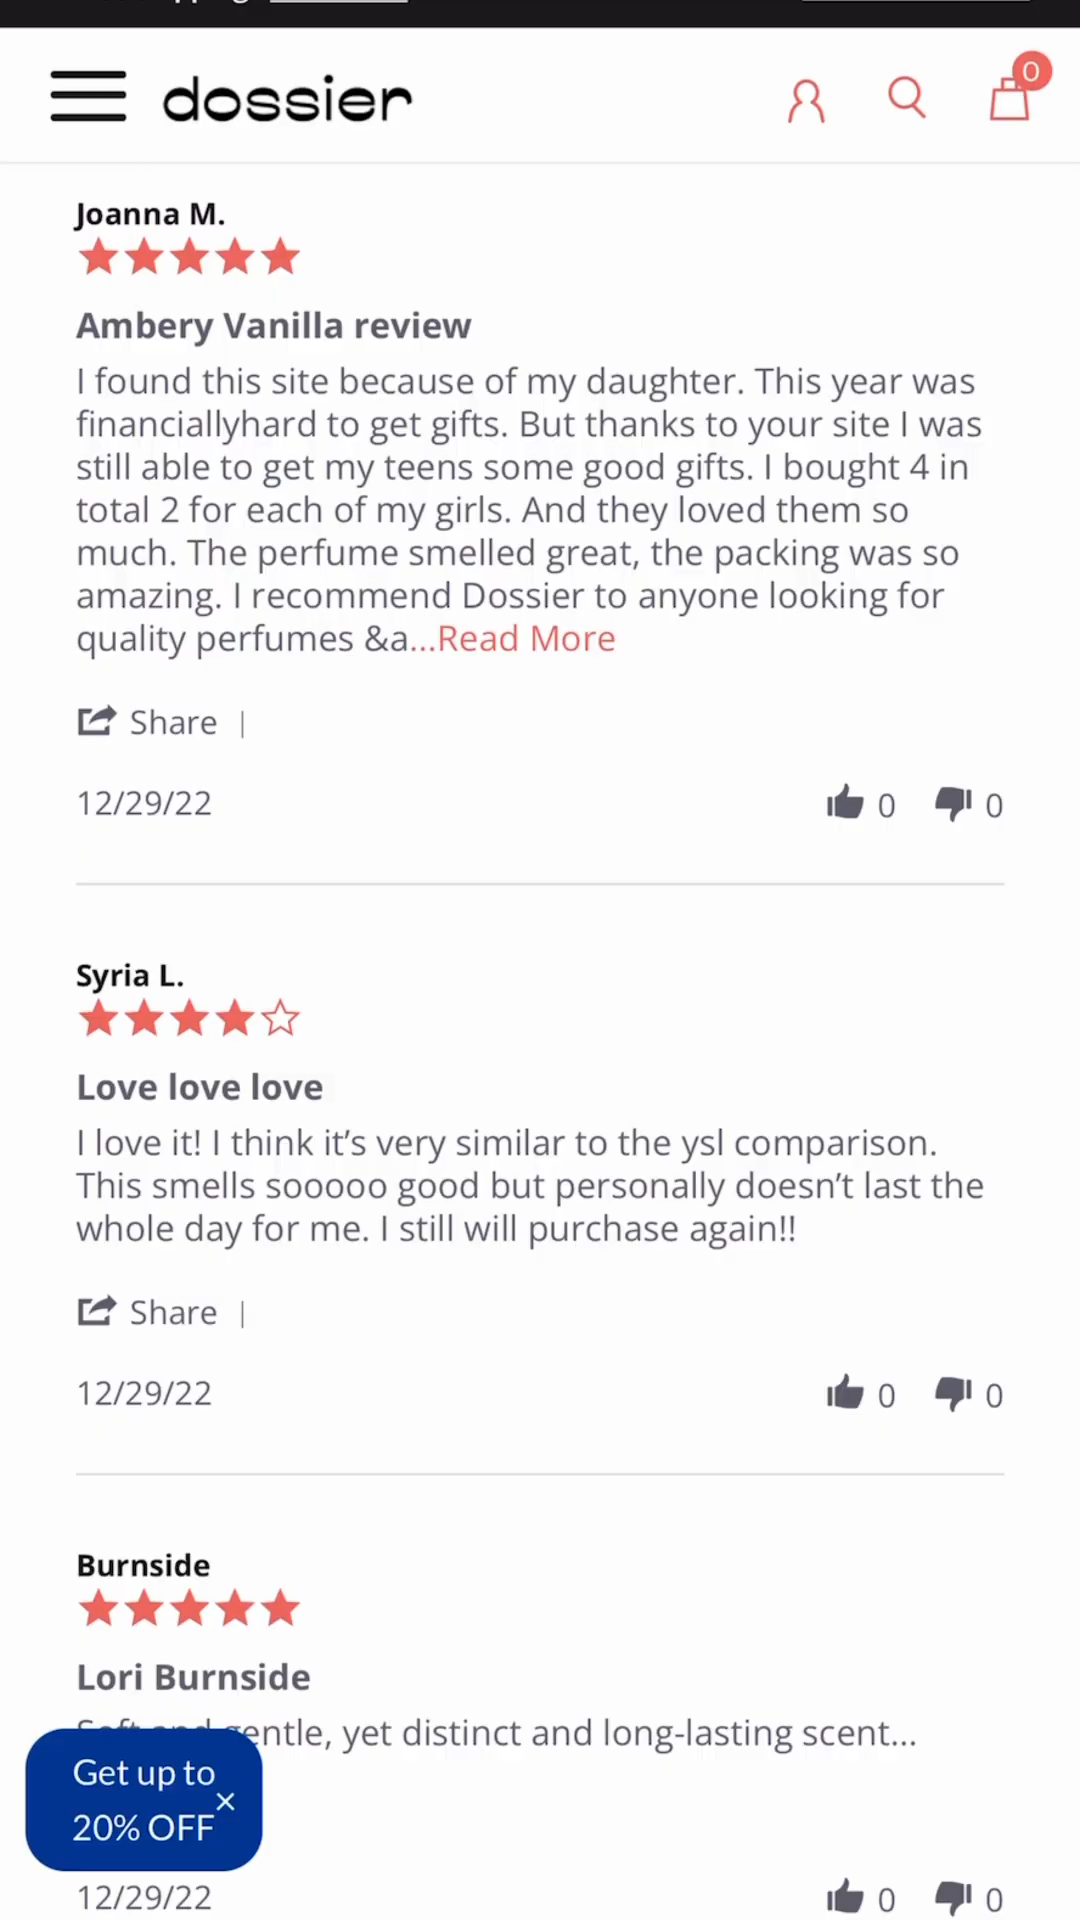 dossier
0
Joanna M.
Ambery Vanilla review
I found this site because of my daughter. This year was
financiallyhard to get gifts. But thanks to your site I was
still able to get my teens some good gifts. I bought 4 in
total 2 for each of my girls. And they loved them so
much. The perfume smelled great, the packing was so
amazing. I recommend Dossier to anyone looking for
quality perfumes &a...Read More
Share |
12/29/22
0 0
Syria L.
Love love love
I love it! I think it’s very similar to the ysl comparison.
This smells sooooo good but personally doesn’t last the
whole day for me. I still will purchase again!!
Share |
12/29/22
0 0
Burnside
Lori Burnside
Soft and gentle, yet distinct and long-lasting scent...
Get up to
20% OFF
×
12/29/22
0 0